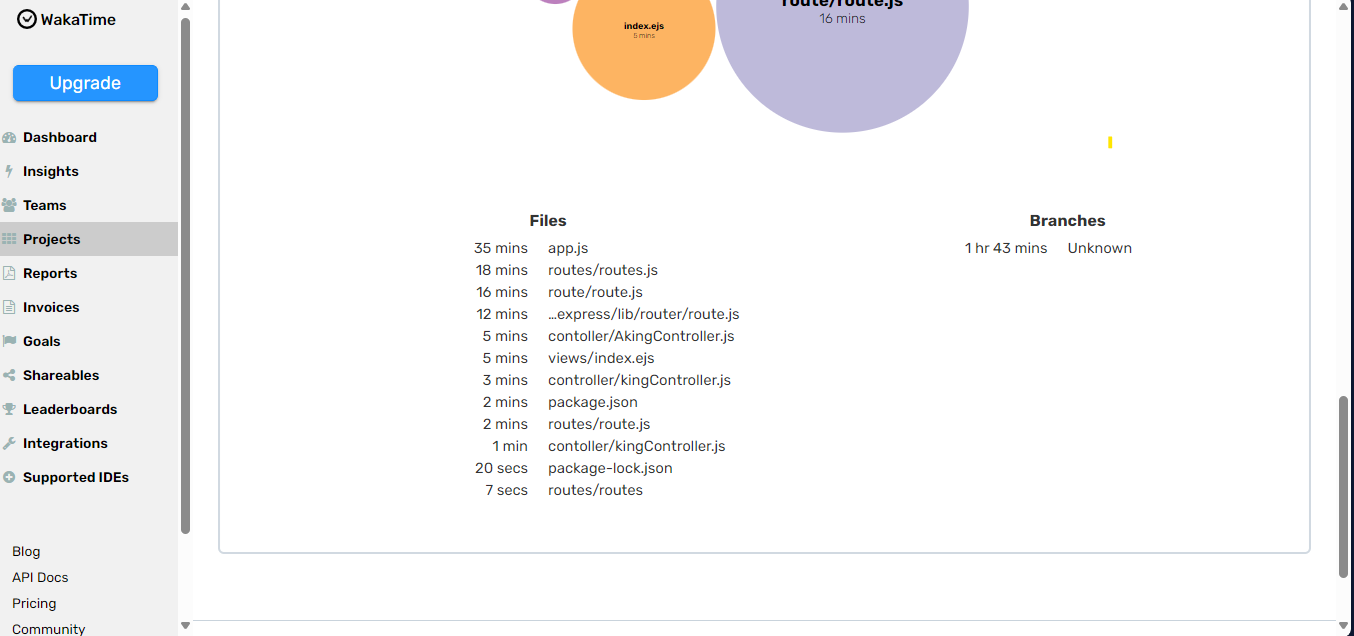 WakaTime
Upgrade
Dashboard
Insights
Teams
Projects
Reports
Invoices
Goals
Shareables
Leaderboards
Integrations
Supported IDEs
Blog
API Docs
Pricing
Community
route/route.js
16 mins
index.ejs
5 mins
Files
35 mins app.js
18 mins routes/routes.js
16 mins route/route.js
12 mins …express/lib/router/route.js
5 mins contoller/AkingController.js
5 mins views/index.ejs
3 mins controller/kingController.js
2 mins package.json
2 mins routes/route.js
1 min contoller/kingController.js
20 secs package-lock.json
7 secs routes/routes
Branches
1 hr 43 mins Unknown